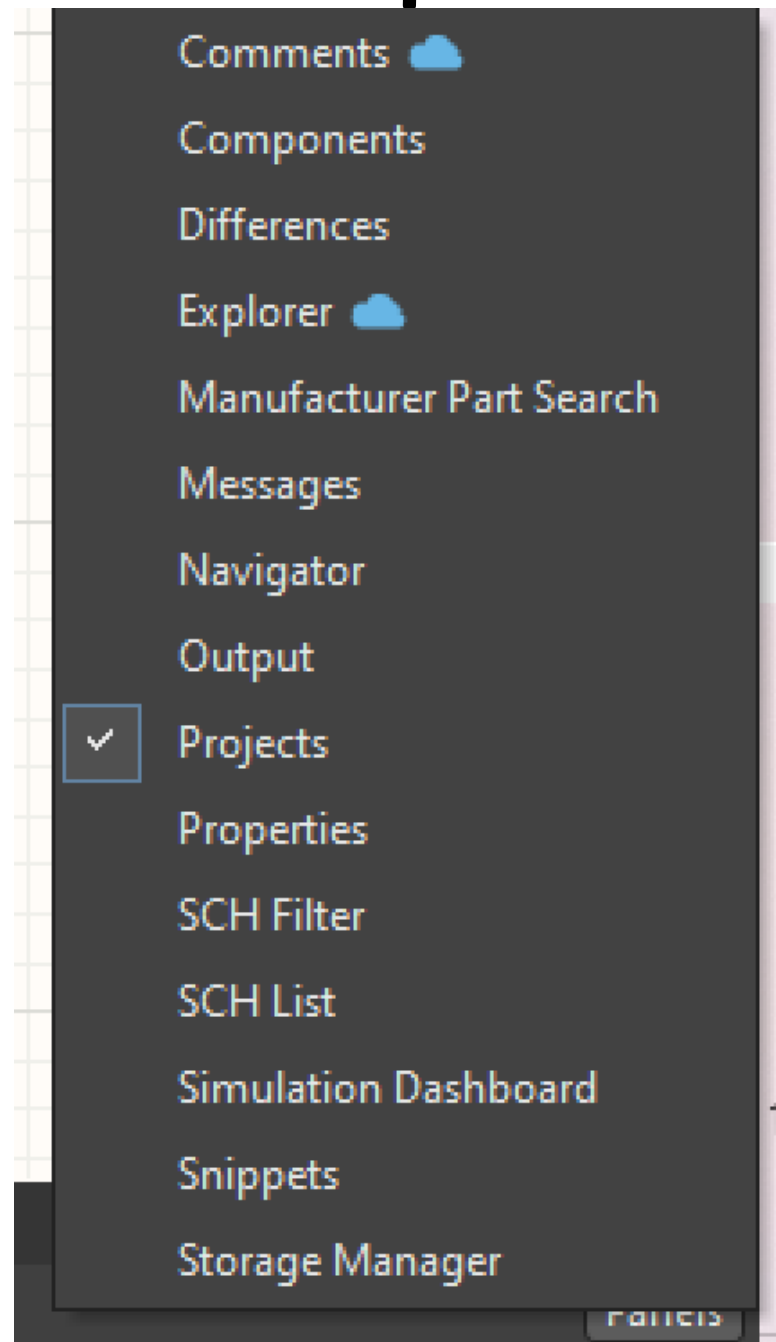 Comments
Components
Differences
Explorer
Manufacturer Part Search
Messages
Navigator
Output
Projects
Properties
SCH Filter
SCH List
Simulation Dashboard
Snippets
Storage Manager
Panels